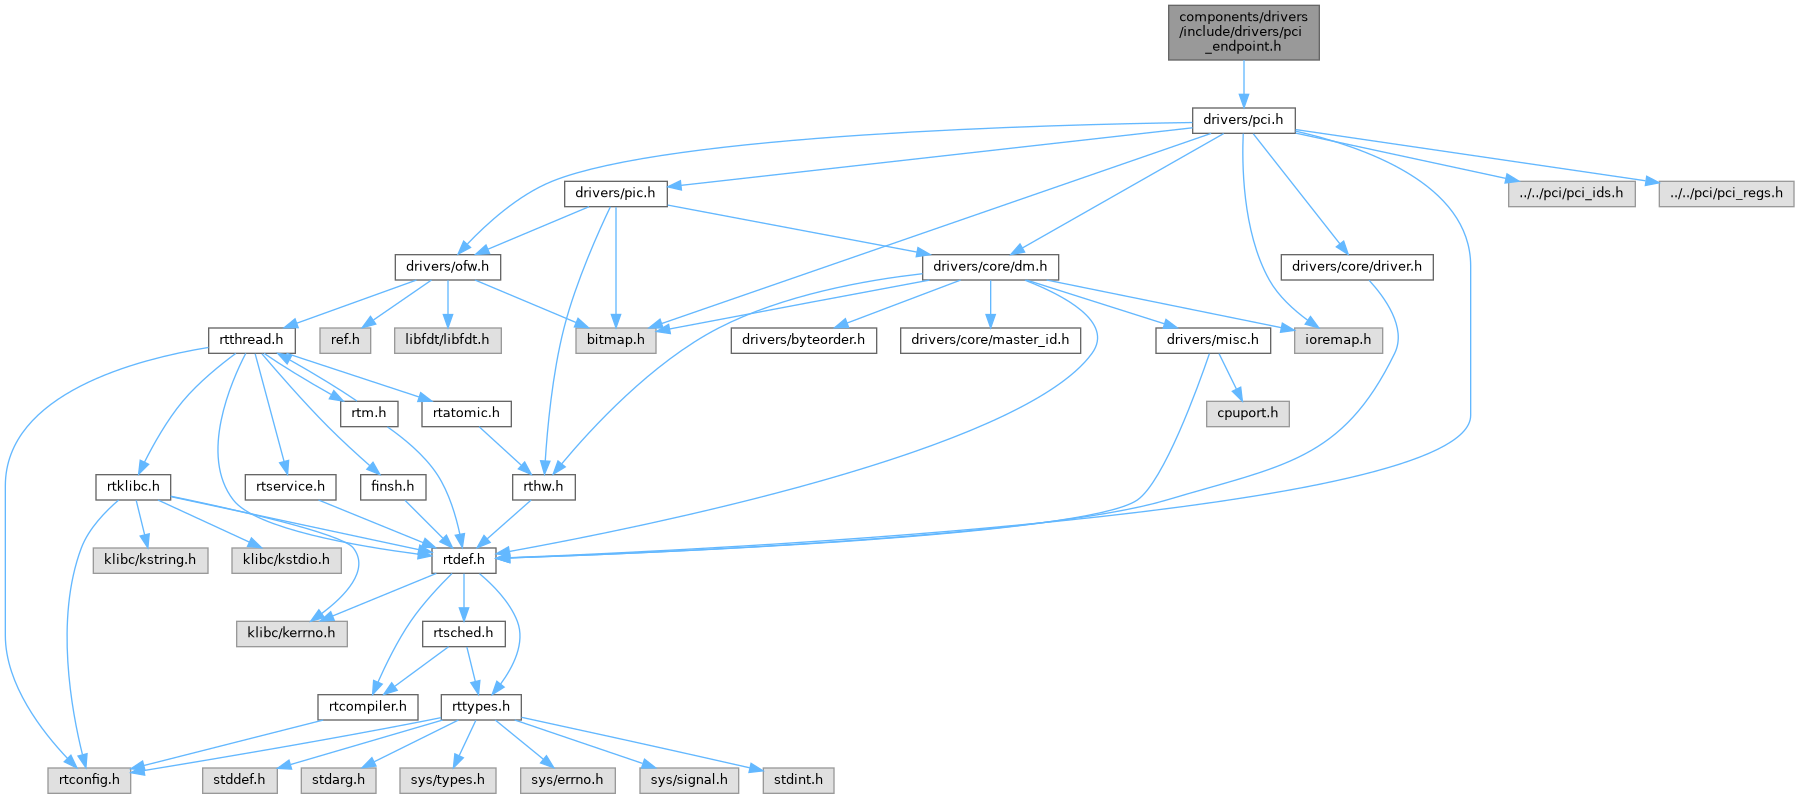 components/drivers
/include/drivers/pci
_endpoint.h
drivers/pci.h
drivers/pic.h
../../pci/pci_ids.h
../../pci/pci_regs.h
drivers/ofw.h
drivers/core/dm.h
drivers/core/driver.h
rtthread.h
ref.h
libfdt/libfdt.h
bitmap.h
drivers/byteorder.h
drivers/core/master_id.h
drivers/misc.h
ioremap.h
rtm.h
rtatomic.h
cpuport.h
rtklibc.h
rtservice.h
finsh.h
rthw.h
klibc/kstring.h
klibc/kstdio.h
rtdef.h
klibc/kerrno.h
rtsched.h
rtcompiler.h
rttypes.h
rtconfig.h
stddef.h
stdarg.h
sys/types.h
sys/errno.h
sys/signal.h
stdint.h